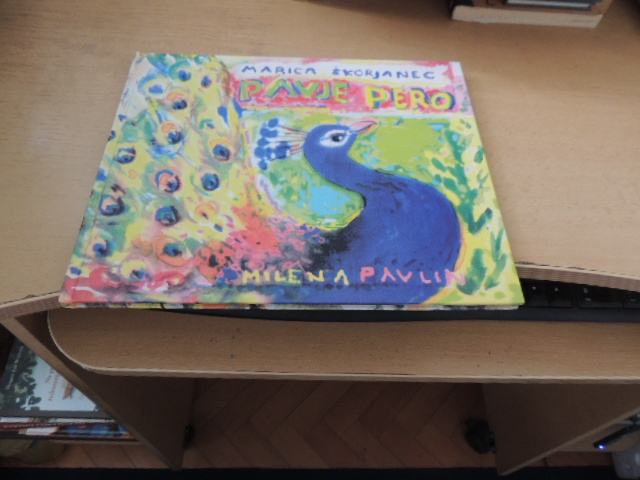 MARICA ŠKORJANEC
PAVJE PERO
MILENA PAVLIN